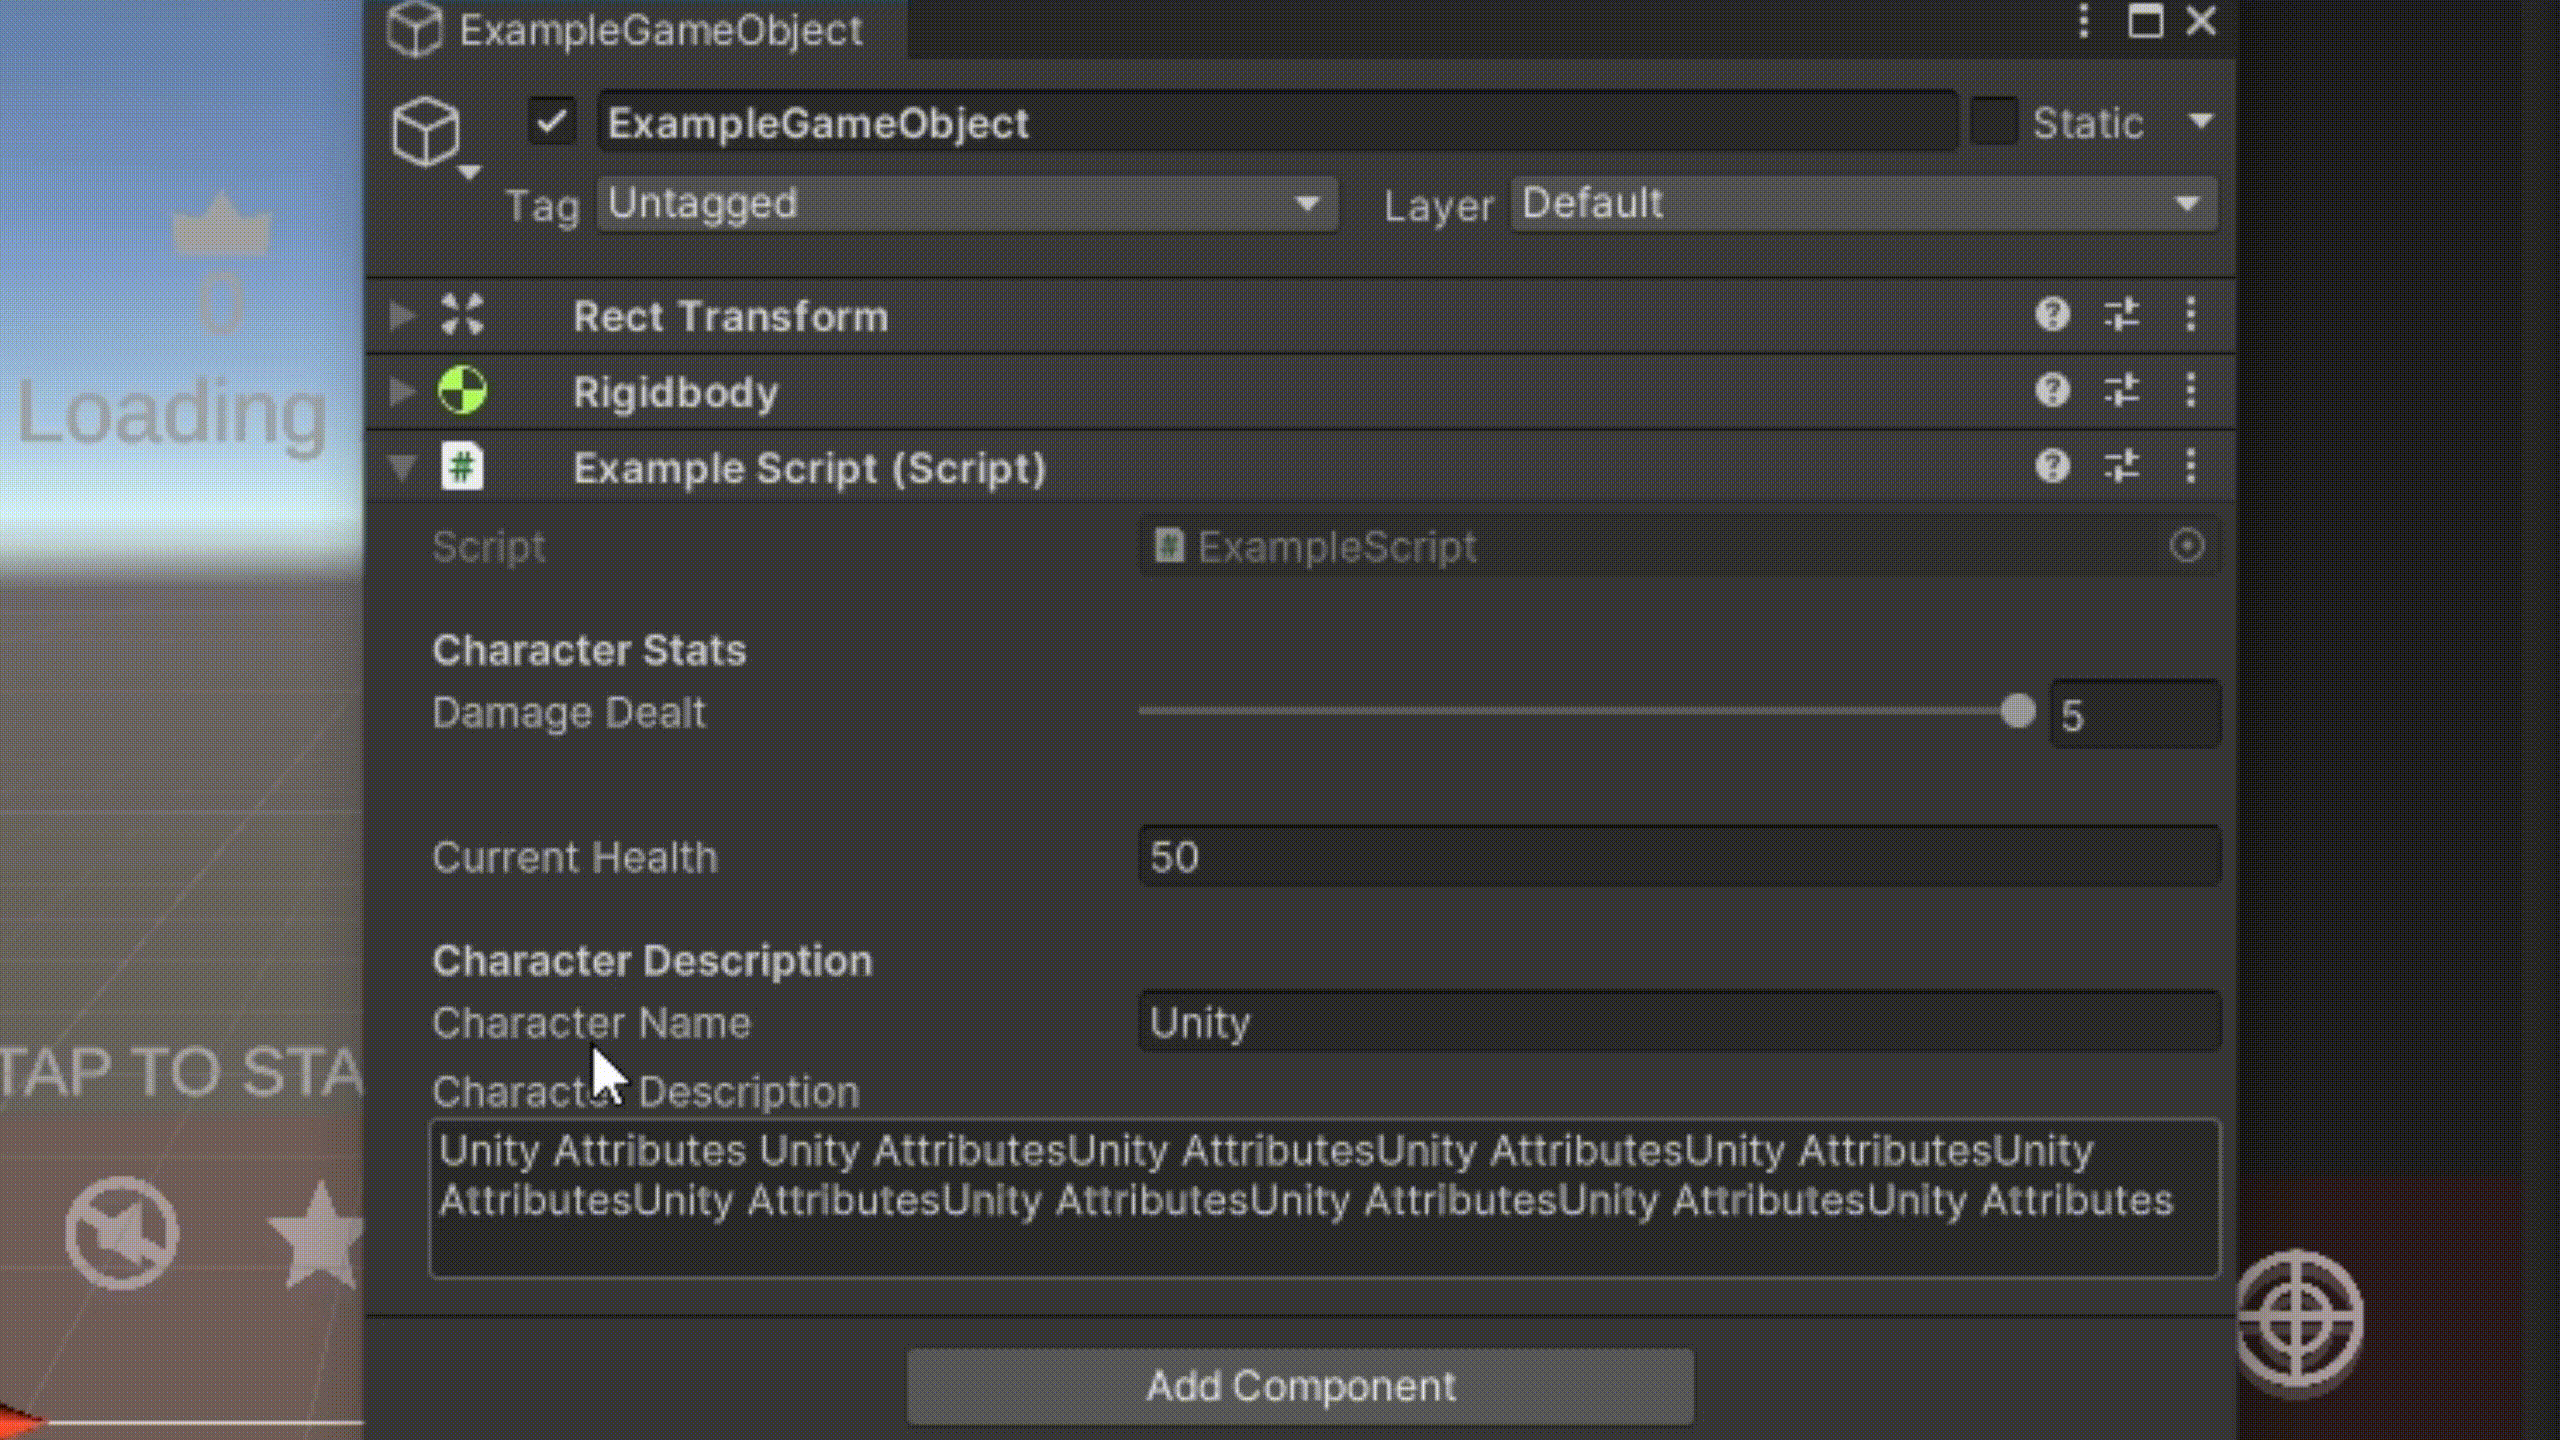 ExampleGameObject
ExampleGameObject
Static
Tag
Untagged
Layer
Default
Rect Transform
Rigidbody
Example Script (Script)
Script
# ExampleScript
Character Stats
Damage Dealt
5
Current Health
50
Character Description
Character Name
Unity
Character Description
Unity Attributes Unity AttributesUnity AttributesUnity AttributesUnity AttributesUnity
AttributesUnity AttributesUnity AttributesUnity AttributesUnity AttributesUnity Attributes
Add Component
Loading
TAP TO STA